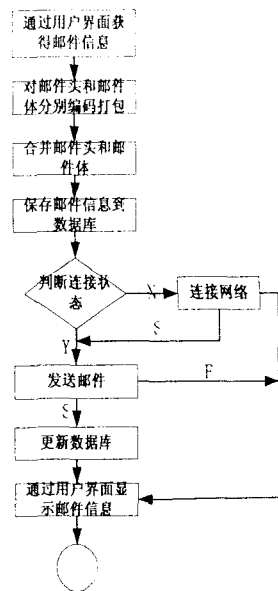 通过用户界面获
得邮件信息
对邮件头和邮件
体分别编码打包
合并邮件头和邮
件体
保存邮件信息到
数据库
判断连接状
态
N
连接网络
S
Y
发送邮件
F
S
更新数据库
通过用户界面显
示邮件信息